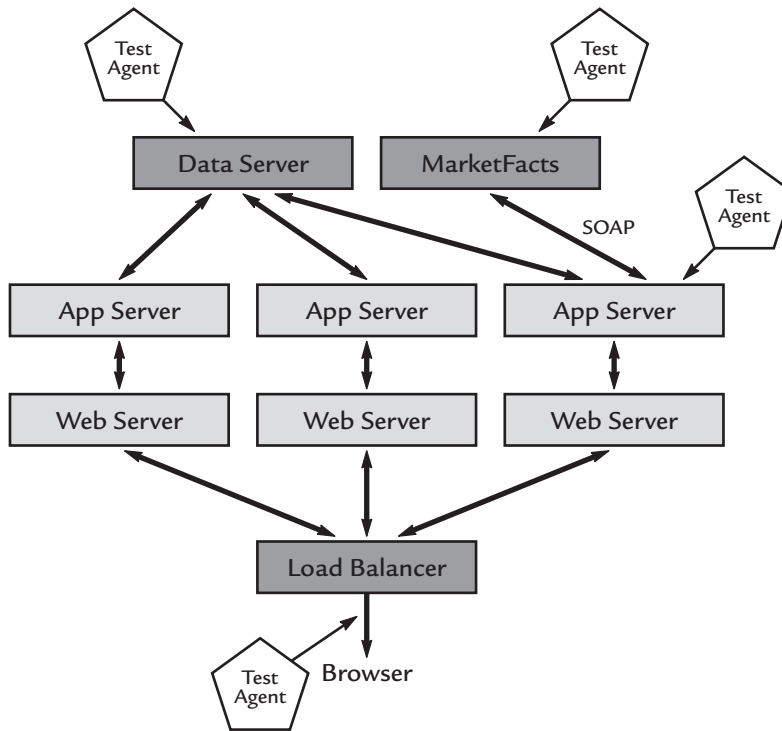 Test
Agent
Test
Agent
Data Server
MarketFacts
Test
Agent
SOAP
App Server
App Server
App Server
Web Server
Web Server
Web Server
Load Balancer
Test
Agent
Browser